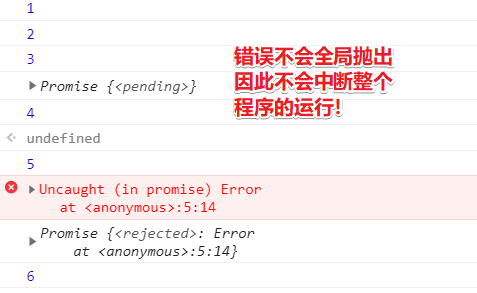 1
2
3
错误不会全局抛出
因此不会中断整个
程序的运行!
Promise {<pending>}
4
undefined
5
Uncaught (in promise) Error
at <anonymous>:5:14
Promise {<rejected>: Error
at <anonymous>:5:14}
6